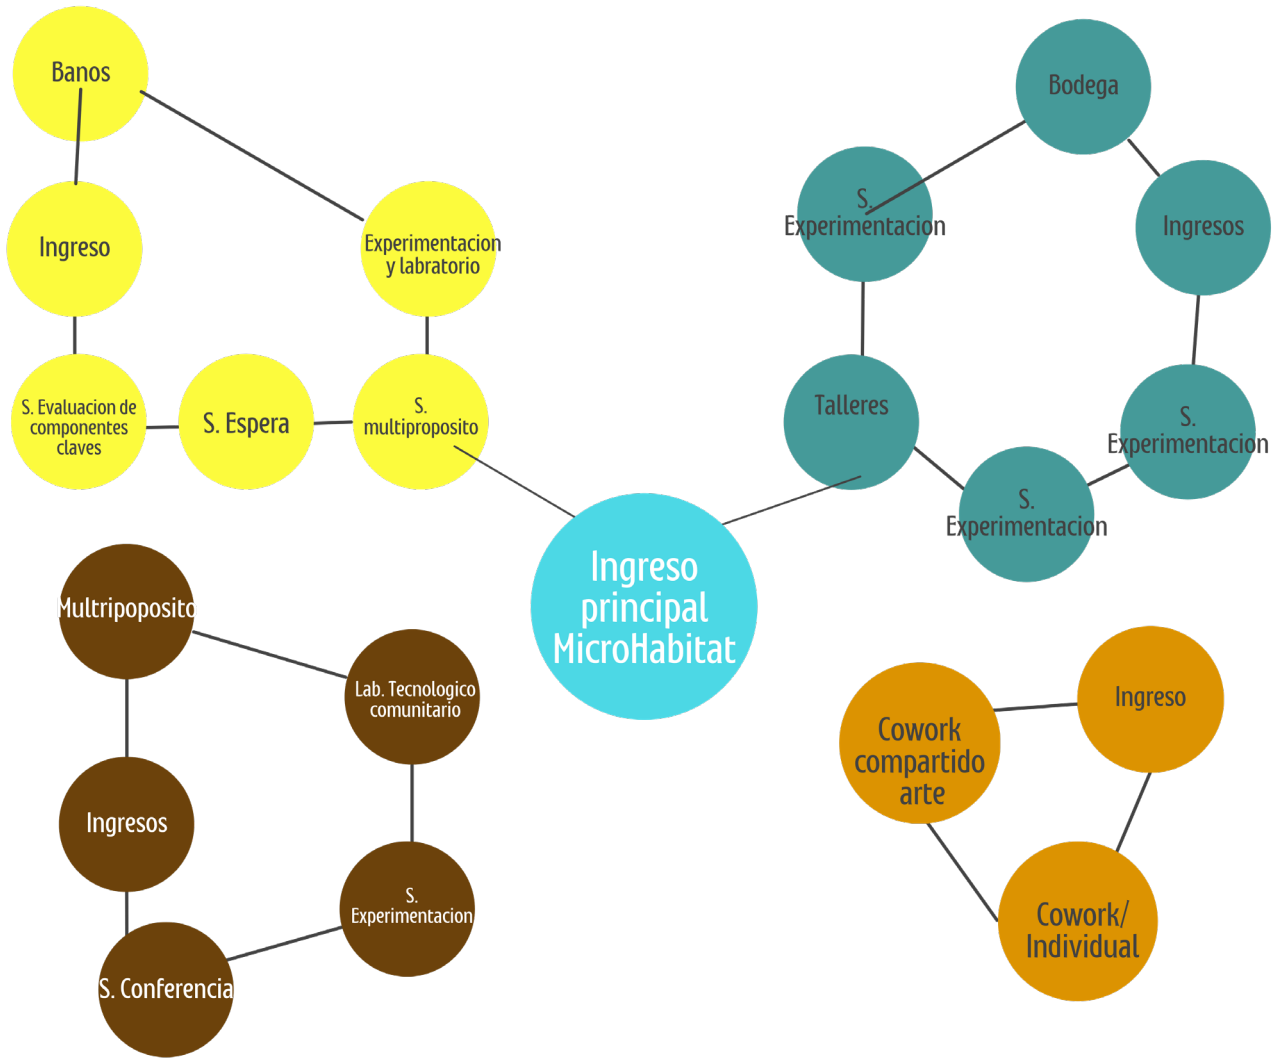 Banos
Ingreso
Experimentacion
y labratorio
S. Evaluacion de
componentes
claves
S. Espera
S.
multiproposito
Bodega
S.
Experimentacion
Ingresos
Talleres
S.
Experimentacion
S.
Experimentacion
Ingreso
principal
MicroHabitat
Multripoposito
Lab. Tecnologico
comunitario
Ingresos
S.
Experimentacion
S. Conferencia
Ingreso
Cowork
compartido
arte
Cowork/
Individual